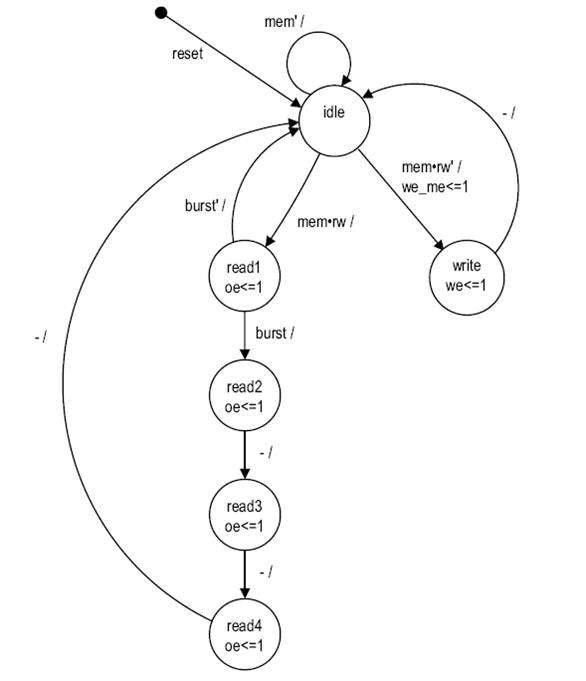 mem' /
reset
idle
- /
mem•rw' /
we_me<=1
burst' /
mem•rw /
read1
oe<=1
write
we<=1
burst /
- /
read2
oe<=1
- /
read3
oe<=1
- /
read4
oe<=1